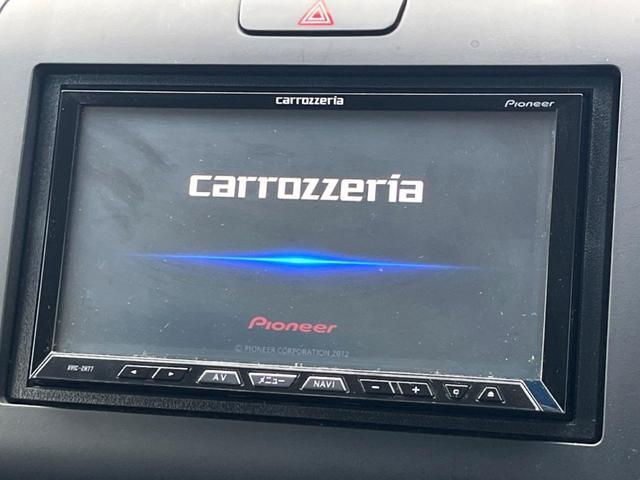 carrozzeria
Pioneer
carrozzeria
Pioneer
© PIONEER CORPORATION 2012
AVIC-ZH77
AV
メニュー
NAVI